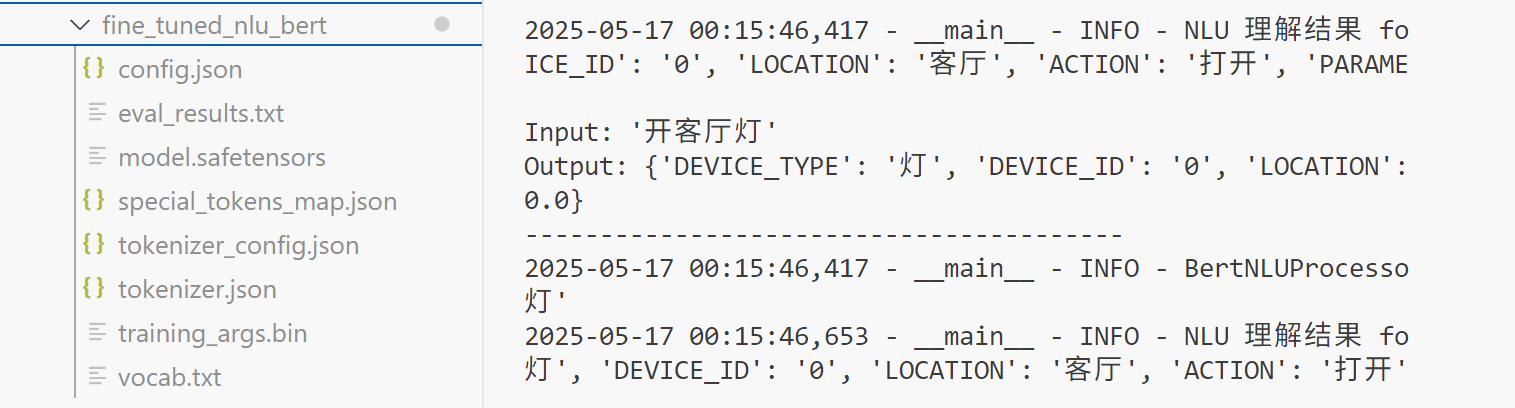 fine_tuned_nlu_bert
config.json
eval_results.txt
model.safetensors
special_tokens_map.json
tokenizer_config.json
tokenizer.json
training_args.bin
vocab.txt
2025-05-17 00:15:46,417 - __main__ - INFO - NLU 理解结果 fo
ICE_ID': '0', 'LOCATION': '客厅', 'ACTION': '打开', 'PARAME
Input: '开客厅灯'
Output: {'DEVICE_TYPE': '灯', 'DEVICE_ID': '0', 'LOCATION':
0.0}
----------------------------------------
2025-05-17 00:15:46,417 - __main__ - INFO - BertNLUProcesso
灯'
2025-05-17 00:15:46,653 - __main__ - INFO - NLU 理解结果 fo
灯', 'DEVICE_ID': '0', 'LOCATION': '客厅', 'ACTION': '打开'